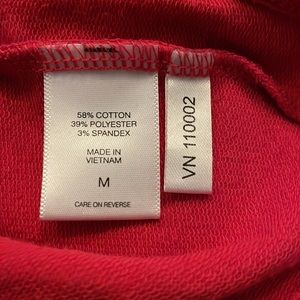 58% COTTON
39% POLYESTER
3% SPANDEX
MADE IN
VIETNAM
M
CARE ON REVERSE
VN 110002